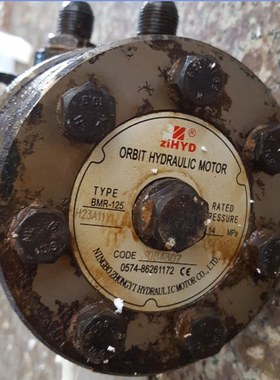 ZIHYD
ORBIT HYDRAULIC MOTOR
TYPE
BMR-125
RATED
PRESSURE
14 MPa
CODE
0574-86261172
NINGBO ZHONGYI HYDRAULIC MOTOR CO., LTD.